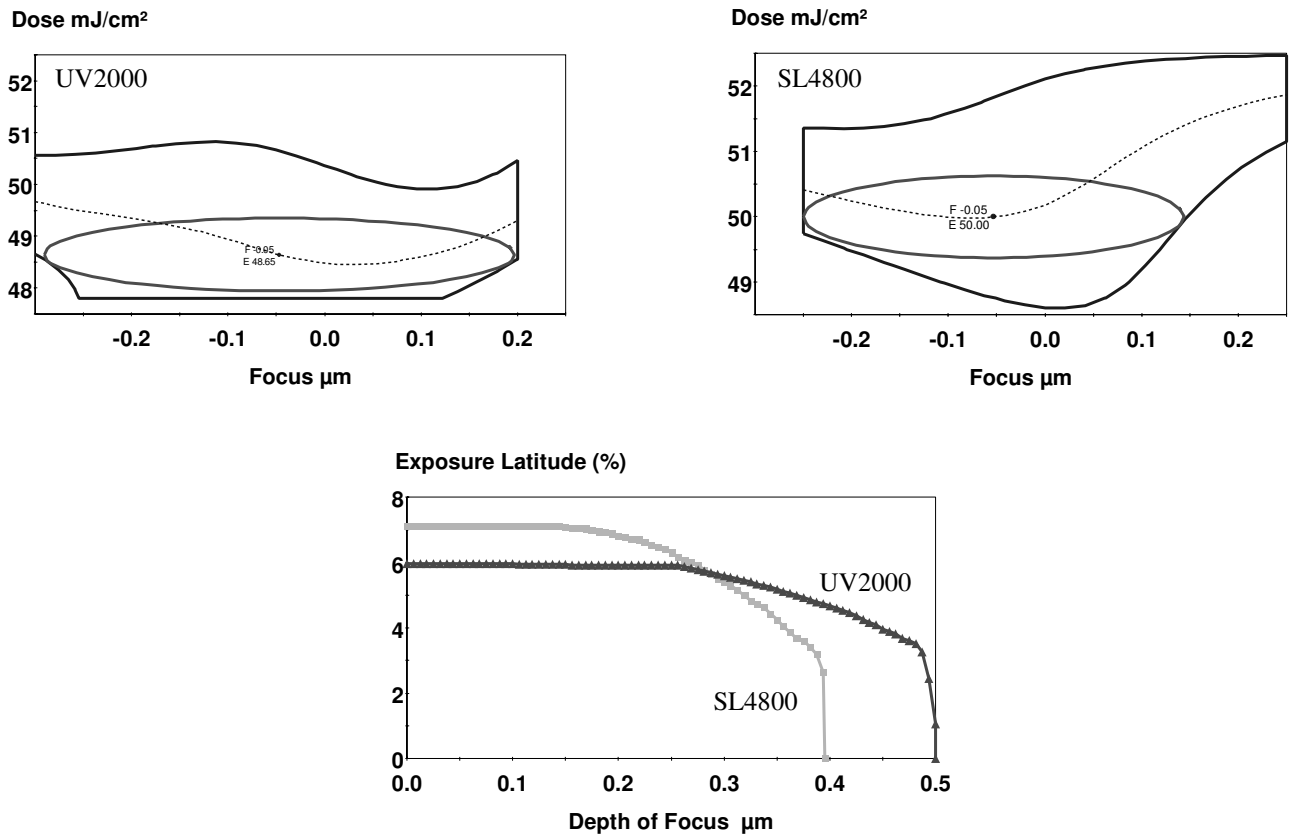 Dose mJ/cm²
UV2000
52
51
50
49
48
F -0.05
E 48.65
-0.2 -0.1 0.0 0.1 0.2
Focus µm
Dose mJ/cm²
SL4800
52
51
50
49
F -0.05
E 50.00
-0.2 -0.1 0.0 0.1 0.2
Focus µm
Exposure Latitude (%)
8
6
4
2
0
UV2000
SL4800
0.0 0.1 0.2 0.3 0.4 0.5
Depth of Focus µm